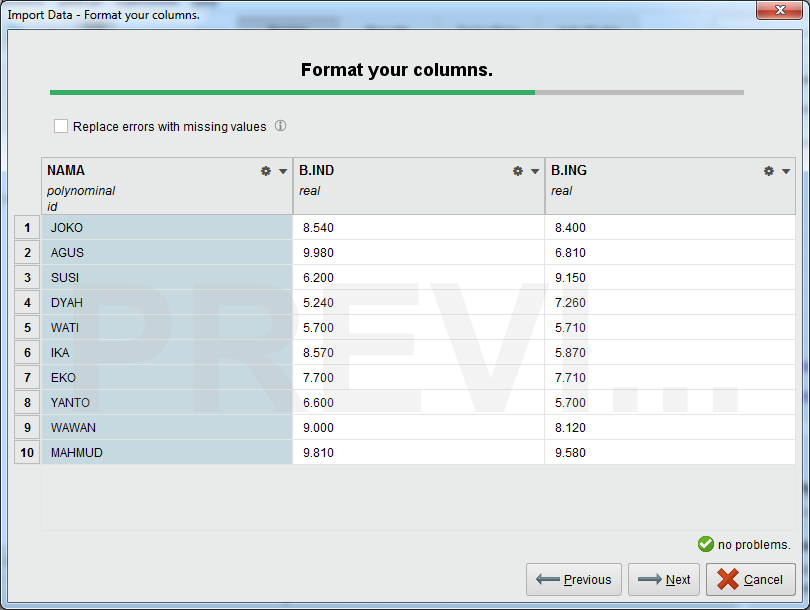 Import Data - Format your columns.
Format your columns.
Replace errors with missing values
NAMA B.IND B.ING
polynominal real real
id
1 JOKO 8.540 8.400
2 AGUS 9.980 6.810
3 SUSI 6.200 9.150
4 DYAH 5.240 7.260
5 WATI 5.700 5.710
6 IKA 8.570 5.870
7 EKO 7.700 7.710
8 YANTO 6.600 5.700
9 WAWAN 9.000 8.120
10 MAHMUD 9.810 9.580
PREVI...
no problems.
Previous Next Cancel